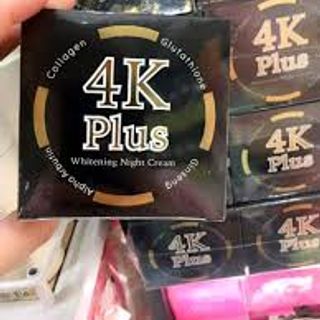 Collagen
Glutathione
4K
Plus
Whitening Night Cream
Alpha Arbutin
Ginseng
4K
Plus
4K
Plus
4K
Plus
4K
Plus